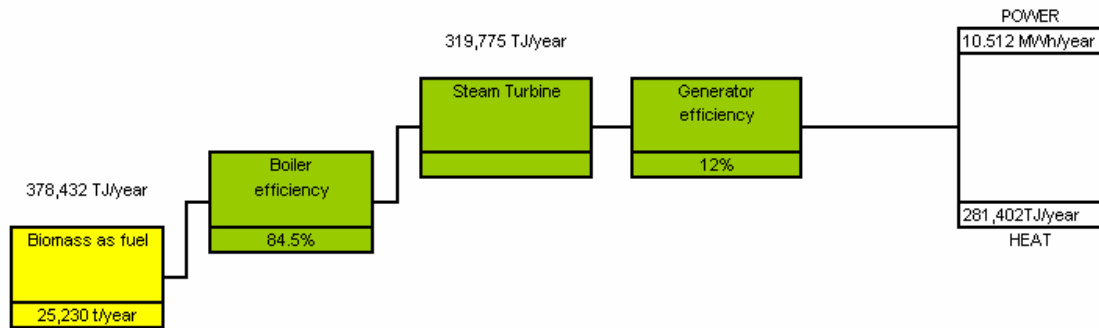 POWER
10.512 MWh/year
319,775 TJ/year
Steam Turbine
Generator
efficiency
12%
Boiler
efficiency
84.5%
378,432 TJ/year
Biomass as fuel
25,230 t/year
281,402TJ/year
HEAT